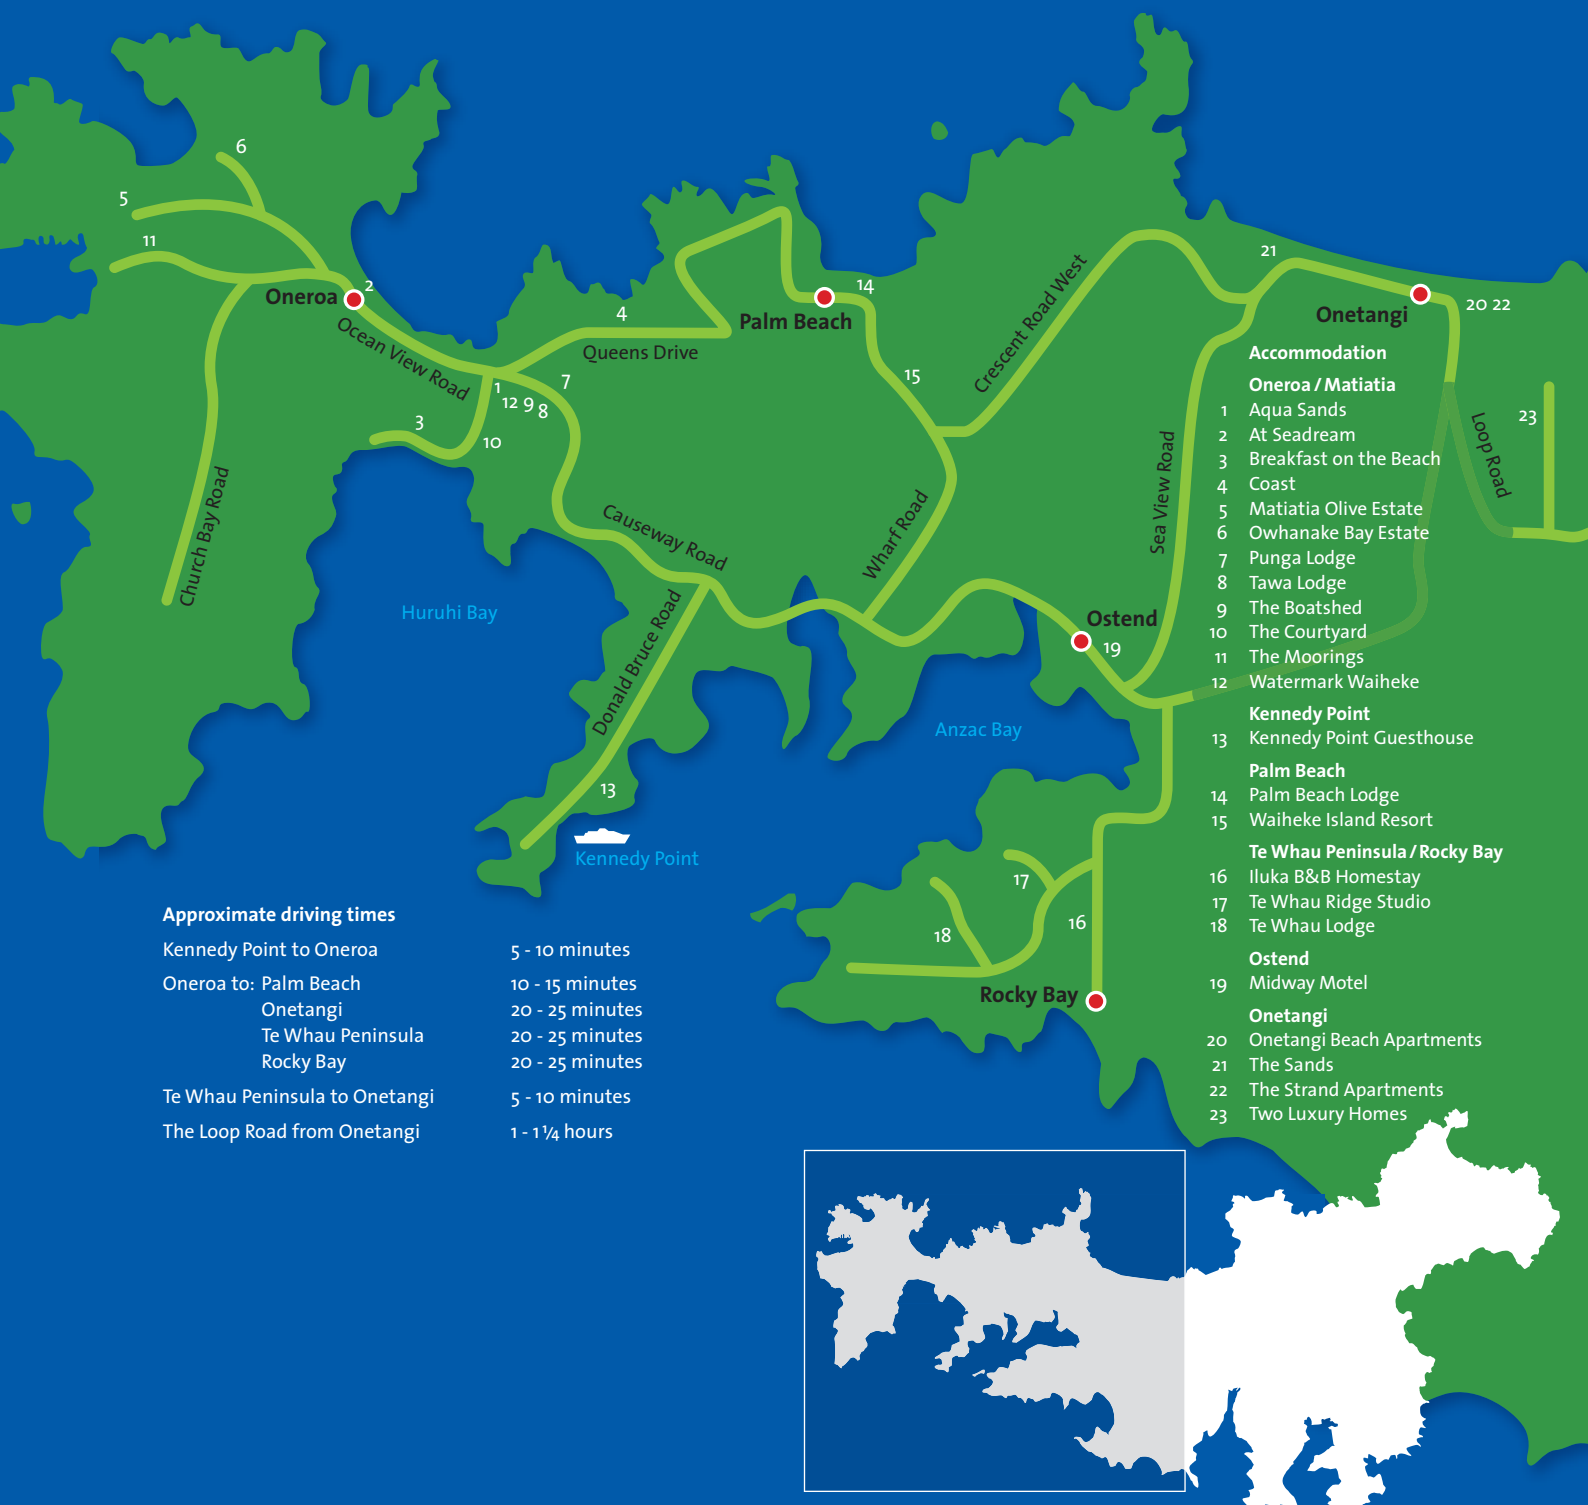 6
5
11
Oneroa
2
Ocean View Road
Church Bay Road
3
1
12 9 8
10
7
4
Queens Drive
Palm Beach
14
15
Crescent Road West
21
Onetangi
20 22
23
Loop Road
Sea View Road
Wharf Road
Causeway Road
Donald Bruce Road
Huruhi Bay
Ostend
19
Anzac Bay
13
Kennedy Point
17
18
16
Rocky Bay
Accommodation
Oneroa / Matiatia
1 Aqua Sands
2 At Seadream
3 Breakfast on the Beach
4 Coast
5 Matiatia Olive Estate
6 Owhanake Bay Estate
7 Punga Lodge
8 Tawa Lodge
9 The Boatshed
10 The Courtyard
11 The Moorings
12 Watermark Waiheke
Kennedy Point
13 Kennedy Point Guesthouse
Palm Beach
14 Palm Beach Lodge
15 Waiheke Island Resort
Te Whau Peninsula / Rocky Bay
16 Iluka B&B Homestay
17 Te Whau Ridge Studio
18 Te Whau Lodge
Ostend
19 Midway Motel
Onetangi
20 Onetangi Beach Apartments
21 The Sands
22 The Strand Apartments
23 Two Luxury Homes
Approximate driving times
Kennedy Point to Oneroa 5 - 10 minutes
Oneroa to: Palm Beach 10 - 15 minutes
Onetangi 20 - 25 minutes
Te Whau Peninsula 20 - 25 minutes
Rocky Bay 20 - 25 minutes
Te Whau Peninsula to Onetangi 5 - 10 minutes
The Loop Road from Onetangi 1 - 1 ¼ hours